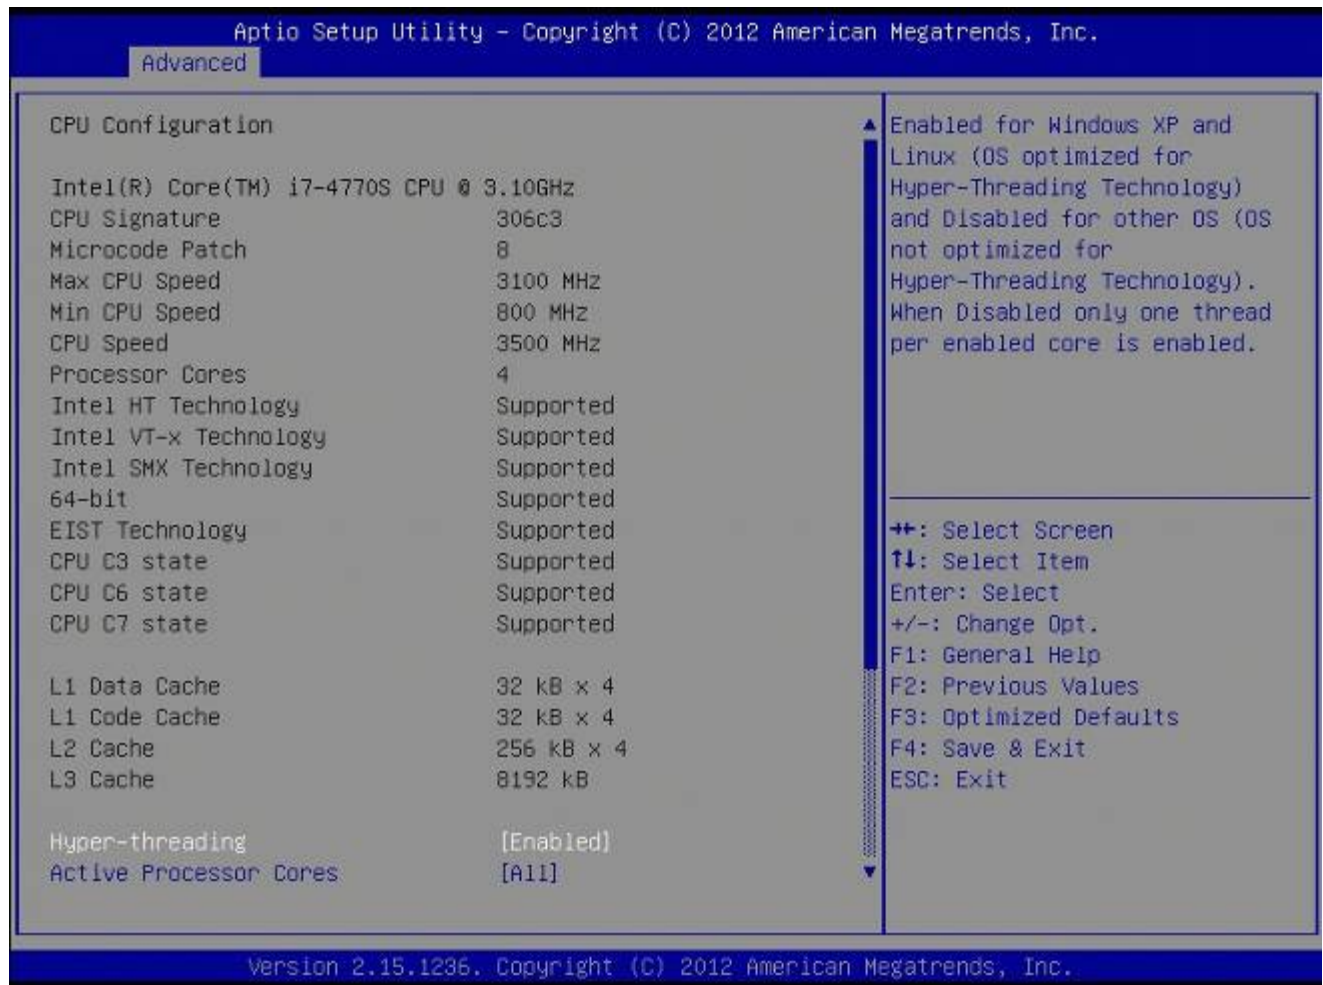 Aptio Setup Utility – Copyright (C) 2012 American Megatrends, Inc.
Advanced
CPU Configuration
Intel(R) Core(TM) i7-4770S CPU @ 3.10GHz
CPU Signature 306c3
Microcode Patch 8
Max CPU Speed 3100 MHz
Min CPU Speed 800 MHz
CPU Speed 3500 MHz
Processor Cores 4
Intel HT Technology Supported
Intel VT-x Technology Supported
Intel SMX Technology Supported
64-bit Supported
EIST Technology Supported
CPU C3 state Supported
CPU C6 state Supported
CPU C7 state Supported
L1 Data Cache 32 kB x 4
L1 Code Cache 32 kB x 4
L2 Cache 256 kB x 4
L3 Cache 8192 kB
Hyper-threading [Enabled]
Active Processor Cores [All]
Enabled for Windows XP and
Linux (OS optimized for
Hyper-Threading Technology)
and Disabled for other OS (OS
not optimized for
Hyper-Threading Technology).
When Disabled only one thread
per enabled core is enabled.
→←: Select Screen
↑↓: Select Item
Enter: Select
+/-: Change Opt.
F1: General Help
F2: Previous Values
F3: Optimized Defaults
F4: Save & Exit
ESC: Exit
Version 2.15.1236. Copyright (C) 2012 American Megatrends, Inc.